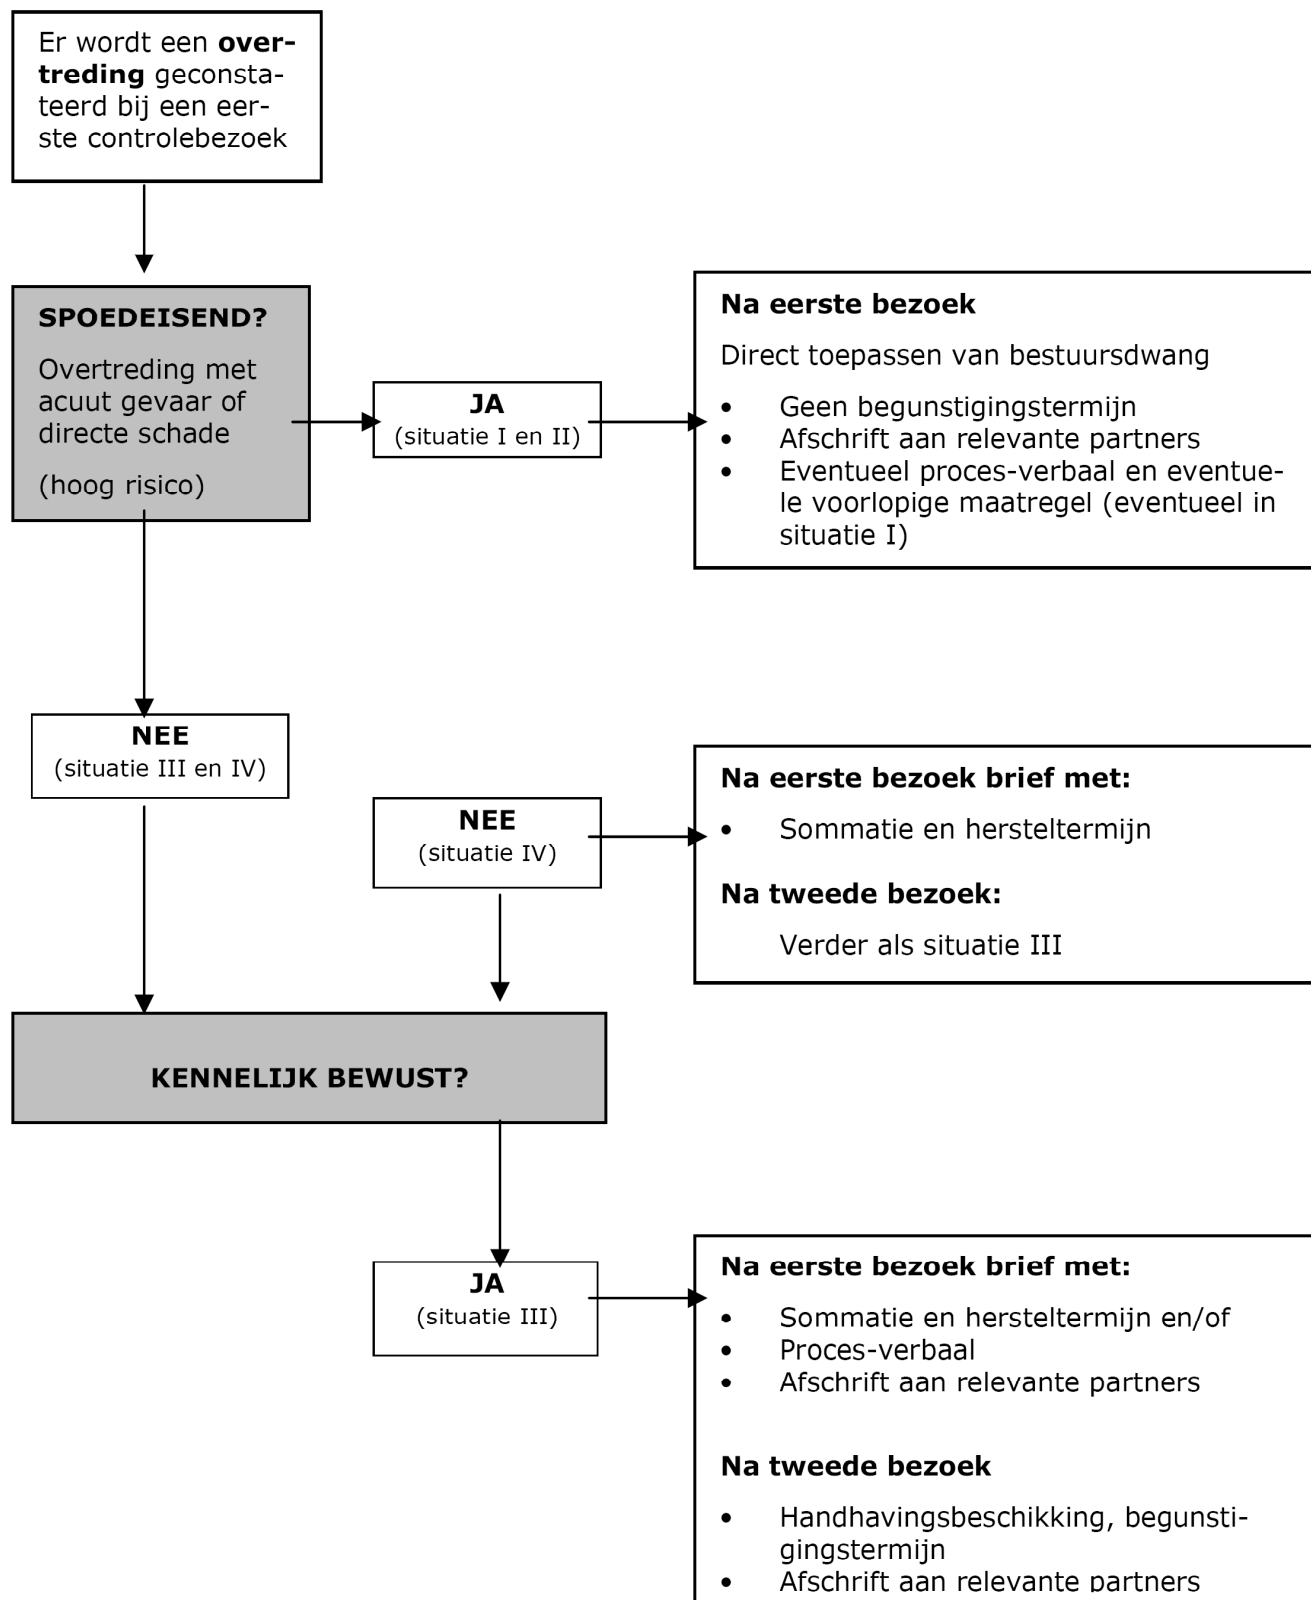 Er wordt een over-
treding geconsta-
teerd bij een eer-
ste controlebezoek
SPOEDEISEND?
Overtreding met
acuut gevaar of
directe schade
(hoog risico)
JA
(situatie I en II)
Na eerste bezoek
Direct toepassen van bestuursdwang
• Geen begunstigingstermijn
• Afschrift aan relevante partners
• Eventueel proces-verbaal en eventue-
le voorlopige maatregel (eventueel in
situatie I)
NEE
(situatie III en IV)
NEE
(situatie IV)
Na eerste bezoek brief met:
• Sommatie en hersteltermijn
Na tweede bezoek:
Verder als situatie III
KENNELIJK BEWUST?
JA
(situatie III)
Na eerste bezoek brief met:
• Sommatie en hersteltermijn en/of
• Proces-verbaal
• Afschrift aan relevante partners
Na tweede bezoek
• Handhavingsbeschikking, begunsti-
gingstermijn
• Afschrift aan relevante partners